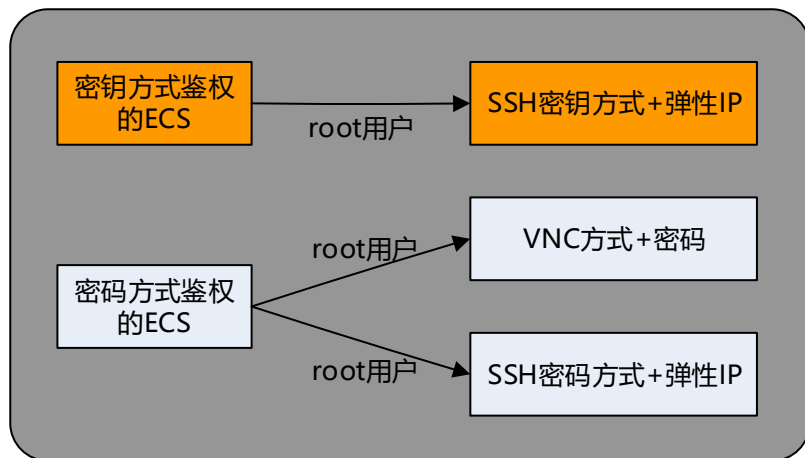 密钥方式鉴权
的ECS
root用户
SSH密钥方式+弹性IP
密码方式鉴权
的ECS
root用户
VNC方式+密码
root用户
SSH密码方式+弹性IP